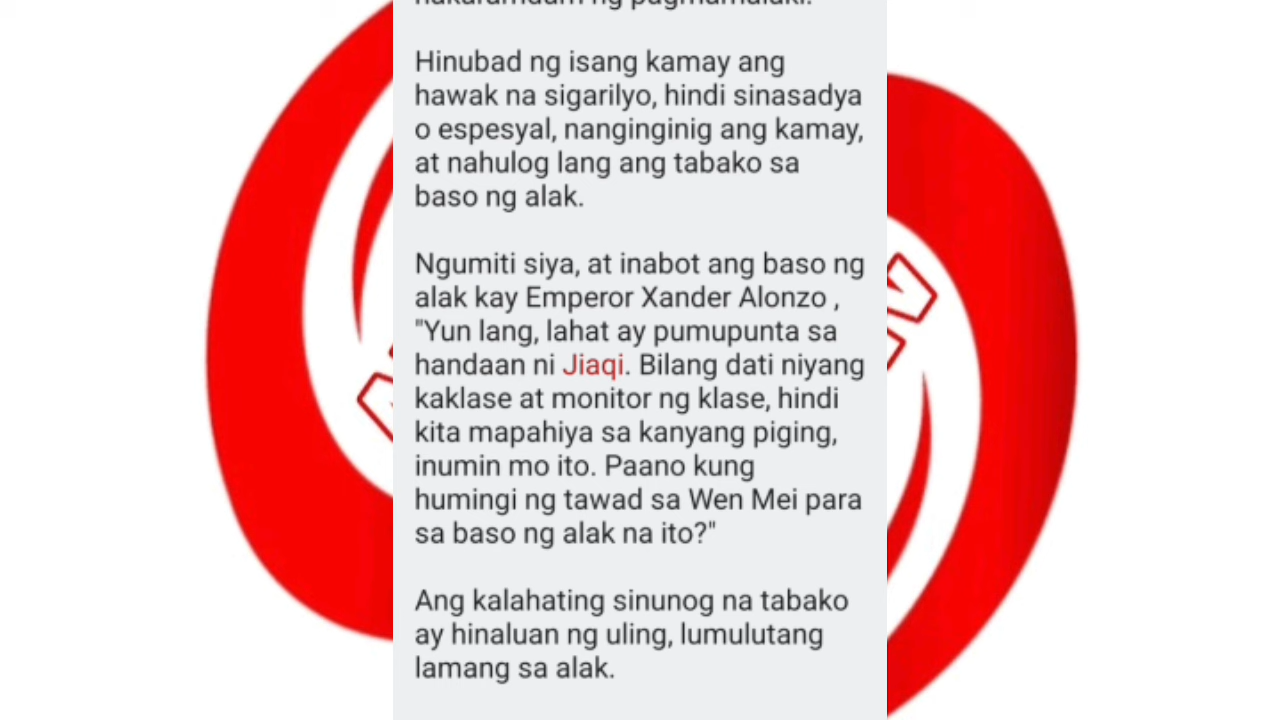 Hinubad ng isang kamay ang
hawak na sigarilyo, hindi sinasadya
o espesyal, nanginginig ang kamay,
at nahulog lang ang tabako sa
baso ng alak.
Ngumiti siya, at inabot ang baso ng
alak kay Emperor Xander Alonzo ,
"Yun lang, lahat ay pumupunta sa
handaan ni Jiaqi. Bilang dati niyang
kaklase at monitor ng klase, hindi
kita mapahiya sa kanyang piging,
inumin mo ito. Paano kung
humingi ng tawad sa Wen Mei para
sa baso ng alak na ito?"
Ang kalahating sinunog na tabako
ay hinaluan ng uling, lumulutang
lamang sa alak.